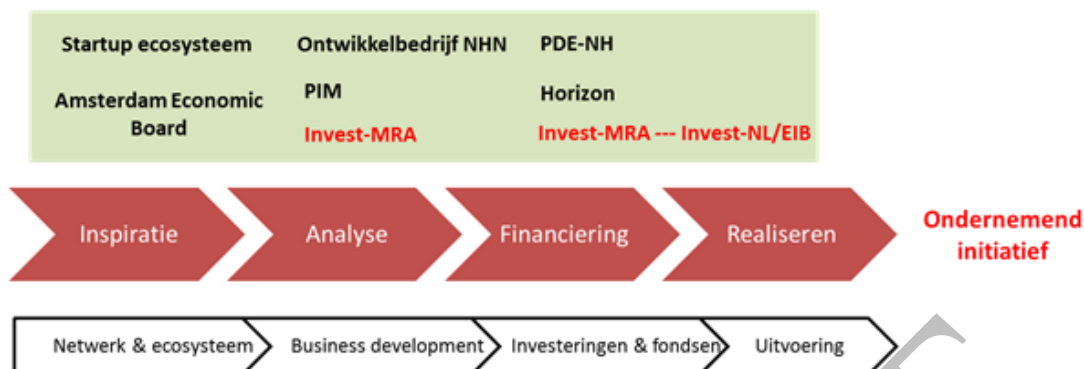 Startup ecosysteem
Ontwikkelbedrijf NHN
PDE-NH
Amsterdam Economic
Board
PIM
Horizon
Invest-MRA
Invest-MRA --- Invest-NL/EIB
Inspiratie
Analyse
Financiering
Realiseren
Ondernemend
initiatief
Netwerk & ecosysteem
Business development
Investeringen & fondsen
Uitvoering